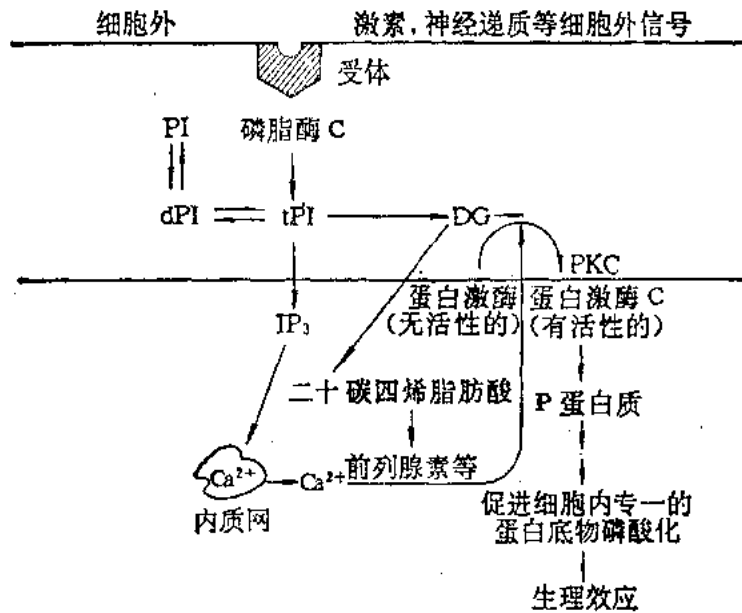 细胞外 激素，神经递质等细胞外信号
受体
PI 磷脂酶 C
dPI tPI DG
PKC
蛋白激酶 蛋白激酶 C
(无活性的) (有活性的)
IP₃
二十碳四烯脂肪酸 P 蛋白质
Ca²⁺ Ca²⁺ 前列腺素等
内质网
促进细胞内专一的
蛋白底物磷酸化
生理效应